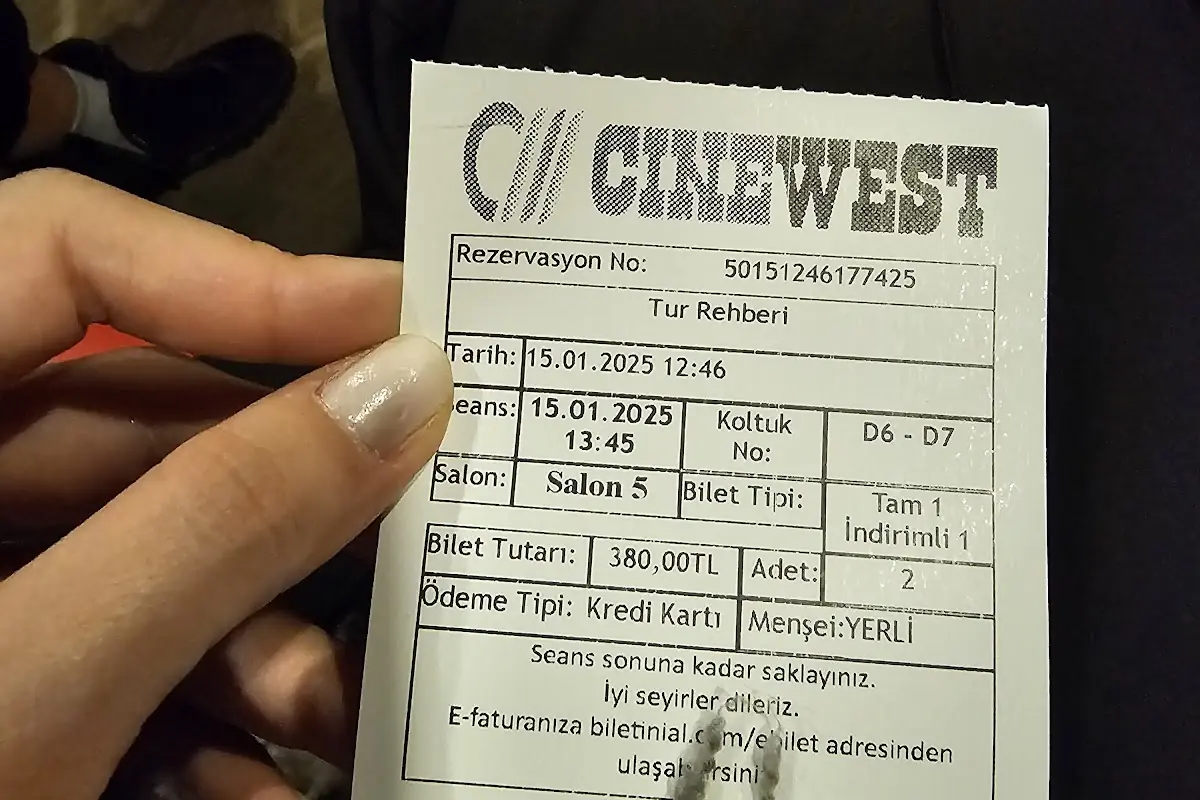 C/// CINEWEST
Rezervasyon No: 50151246177425
Tur Rehberi
Tarih: 15.01.2025 12:46
eans: 15.01.2025 13:45 Koltuk No: D6 - D7
Salon: Salon 5 Bilet Tipi: Tam 1 İndirimli 1
Bilet Tutarı: 380,00TL Adet: 2
Ödeme Tipi: Kredi Kartı Menşei:YERLİ
Seans sonuna kadar saklayınız.
İyi seyirler dileriz.
E-faturanıza adresinden